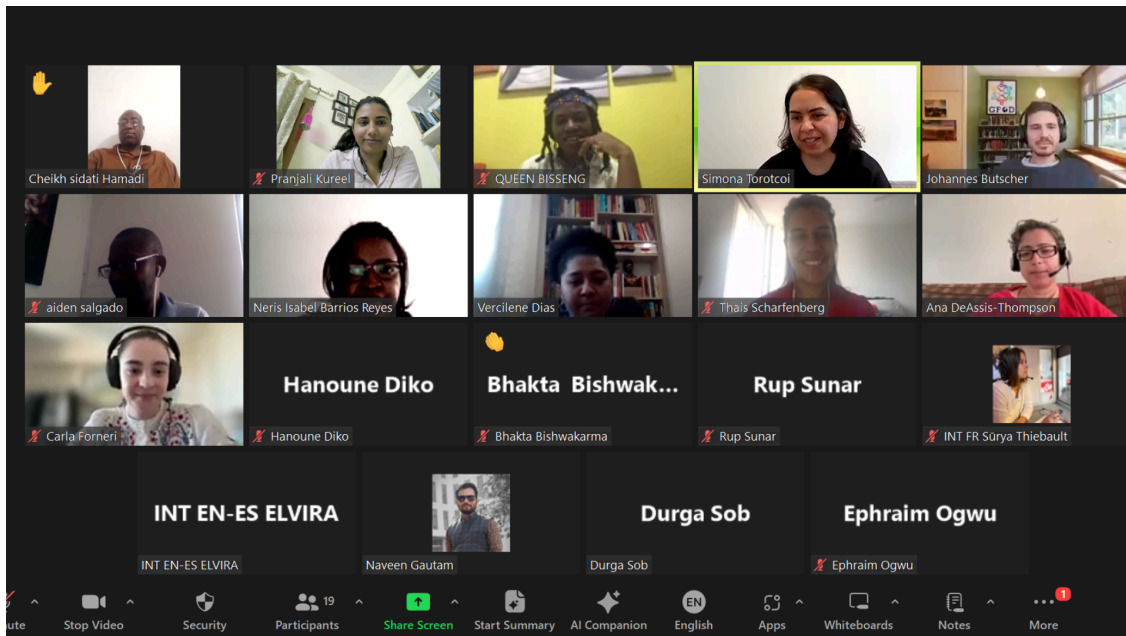 GFOD
Cheikh sidati Hamadi
Pranjali Kureel
QUEEN BISSENG
Simona Torotcoi
Johannes Butscher
aiden salgado
Neris Isabel Barrios Reyes
Vercilene Dias
Thais Scharfenberg
Ana DeAssis-Thompson
Hanoune Diko
Bhakta Bishwak...
Rup Sunar
Carla Forneri
Hanoune Diko
Bhakta Bishwakarma
Rup Sunar
INT FR Sûrya Thiebault
INT EN-ES ELVIRA
Durga Sob
Ephraim Ogwu
INT EN-ES ELVIRA
Naveen Gautam
Durga Sob
Ephraim Ogwu
19
EN
1
ute
Stop Video
Security
Participants
Share Screen
Start Summary
AI Companion
English
Apps
Whiteboards
Notes
More